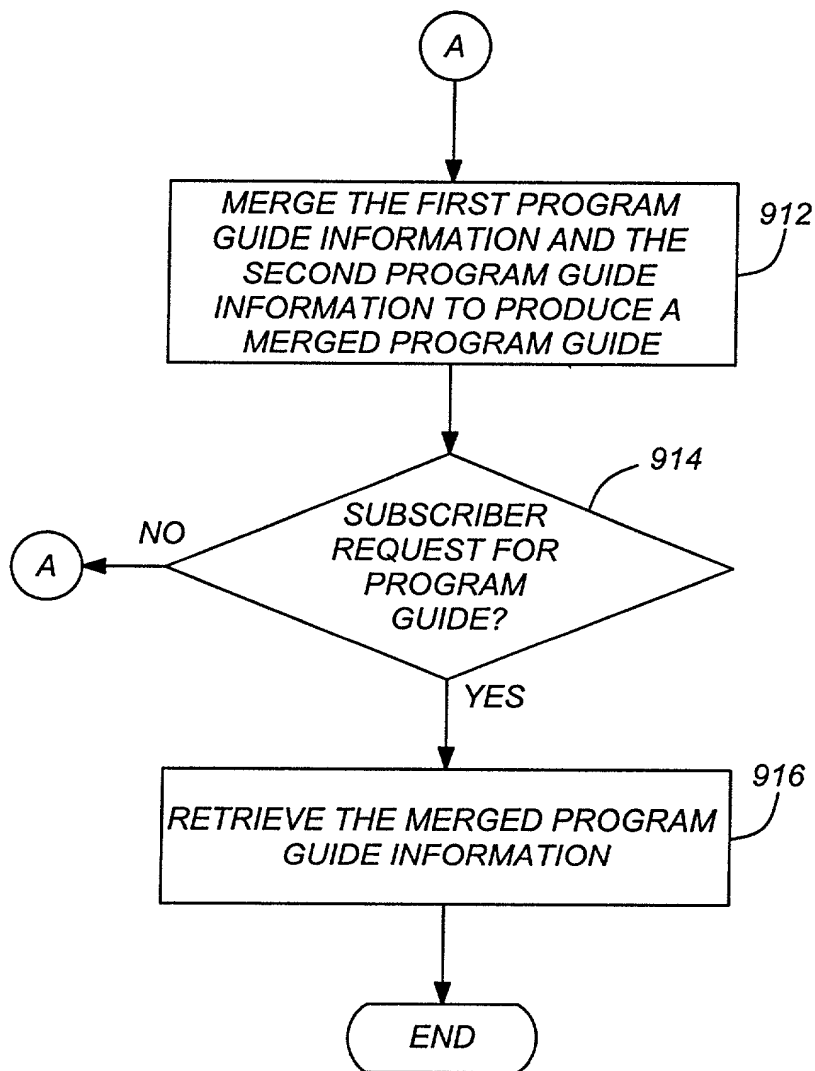 A
MERGE THE FIRST PROGRAM
GUIDE INFORMATION AND THE
SECOND PROGRAM GUIDE
INFORMATION TO PRODUCE A
MERGED PROGRAM GUIDE
912
914
SUBSCRIBER
REQUEST FOR
PROGRAM
GUIDE?
NO
A
YES
916
RETRIEVE THE MERGED PROGRAM
GUIDE INFORMATION
END